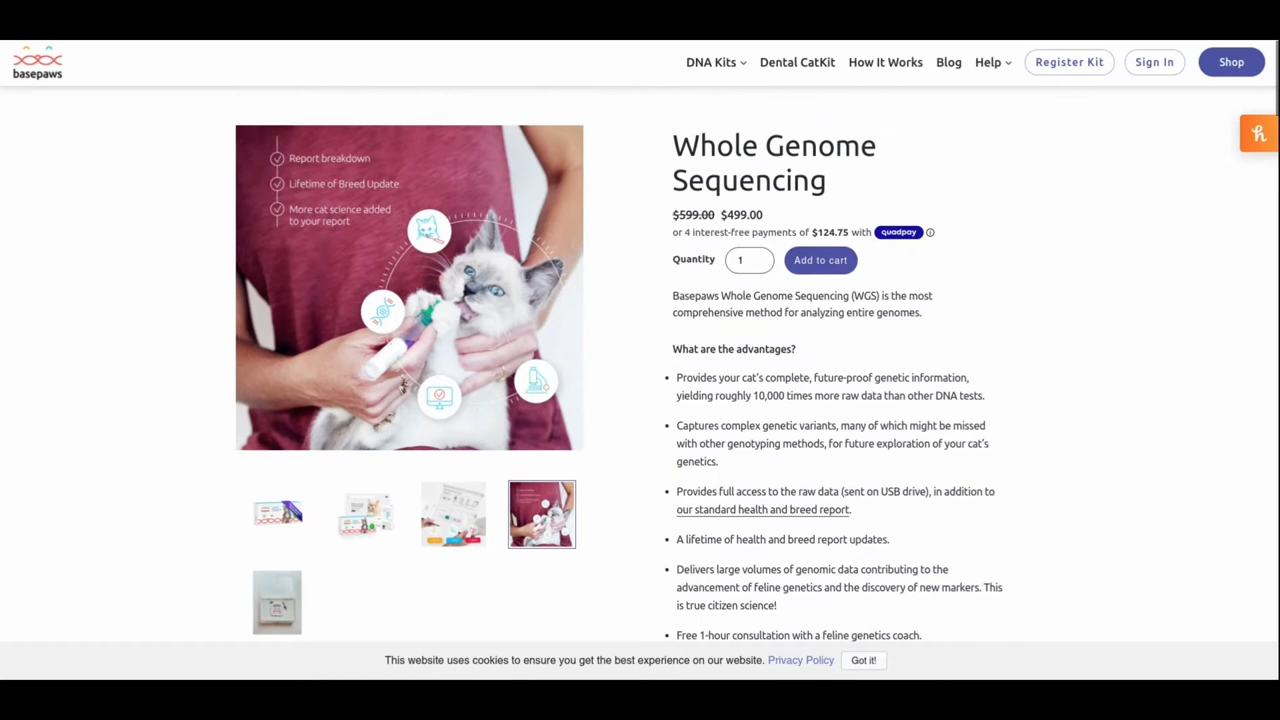 basepaws
DNA Kits
Dental CatKit
How It Works
Blog
Help
Register Kit
Sign In
Shop
Report breakdown
Lifetime of Breed Update
More cat science added
to your report
Whole Genome
Sequencing
$599.00 $499.00
or 4 interest-free payments of $124.75 with quadpay
Quantity 1 Add to cart
Basepaws Whole Genome Sequencing (WGS) is the most
comprehensive method for analyzing entire genomes.
What are the advantages?
• Provides your cat's complete, future-proof genetic information,
yielding roughly 10,000 times more raw data than other DNA tests.
• Captures complex genetic variants, many of which might be missed
with other genotyping methods, for future exploration of your cat's
genetics.
• Provides full access to the raw data (sent on USB drive), in addition to
our standard health and breed report.
• A lifetime of health and breed report updates.
• Delivers large volumes of genomic data contributing to the
advancement of feline genetics and the discovery of new markers. This
is true citizen science!
• Free 1-hour consultation with a feline genetics coach.
This website uses cookies to ensure you get the best experience on our website. Privacy Policy Got it!